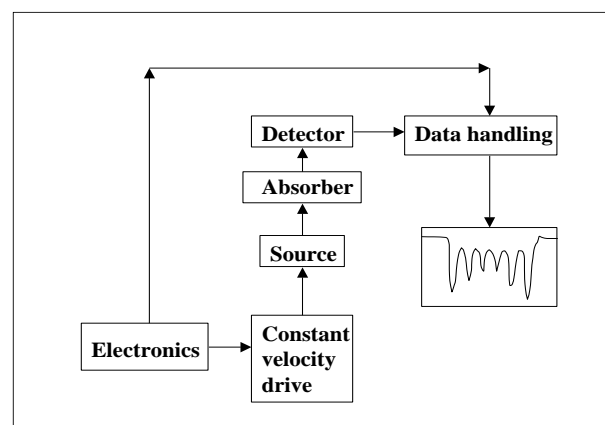 Detector
Data handling
Absorber
Source
Electronics
Constant
velocity
drive